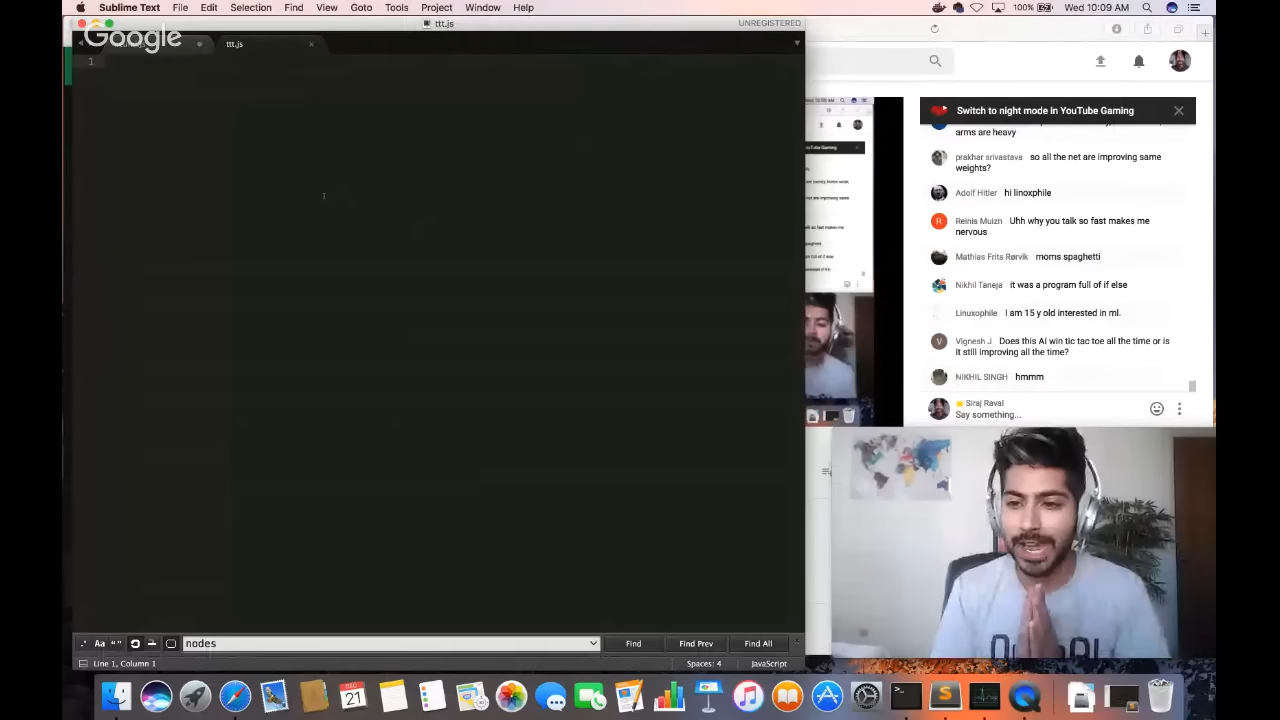 Sublime Text File Edit Selection Find View Goto Tools Project Window Help
100% Wed 10:09 AM
ttt.js
UNREGISTERED
Google
ttt.js
1
Switch to night mode in YouTube Gaming
arms are heavy
prakhar srivastava so all the net are improving same
weights?
Adolf Hitler hi linoxphile
Reinis Muizn Uhh why you talk so fast makes me
nervous
Mathias Frits Rørvik moms spaghetti
Nikhil Taneja it was a program full of if else
Linuxophile I am 15 y old interested in ml.
Vignesh J Does this AI win tic tac toe all the time or is
it still improving all the time?
NIKHIL SINGH hmmm
Siraj Raval
Say something...
nodes
Find
Find Prev
Find All
Line 1, Column 1
Spaces: 4
JavaScript
DEC
21